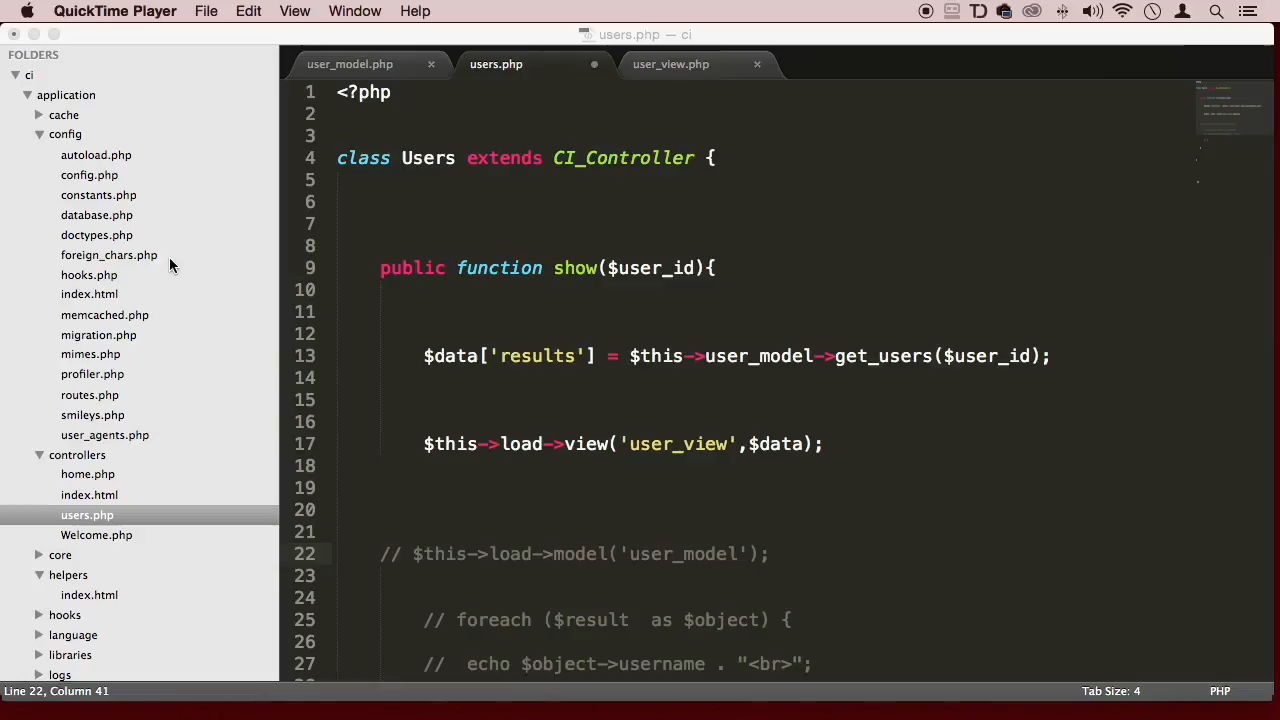 QuickTime Player File Edit View Window Help
users.php — ci
FOLDERS
ci
application
cache
config
autoload.php
config.php
constants.php
database.php
doctypes.php
foreign_chars.php
hooks.php
index.html
memcached.php
migration.php
mimes.php
profiler.php
routes.php
smileys.php
user_agents.php
controllers
home.php
index.html
users.php
Welcome.php
core
helpers
index.html
hooks
language
libraries
logs
user_model.php × users.php user_view.php ×
1 <?php
2
3
4 class Users extends CI_Controller {
5
6
7
8
9 public function show($user_id){
10
11
12
13 $data['results'] = $this->user_model->get_users($user_id);
14
15
16
17 $this->load->view('user_view',$data);
18
19
20
21
22 // $this->load->model('user_model');
23
24
25 // foreach ($result  as $object) {
26
27 //  echo $object->username . "<br>";
Line 22, Column 41 Tab Size: 4 PHP